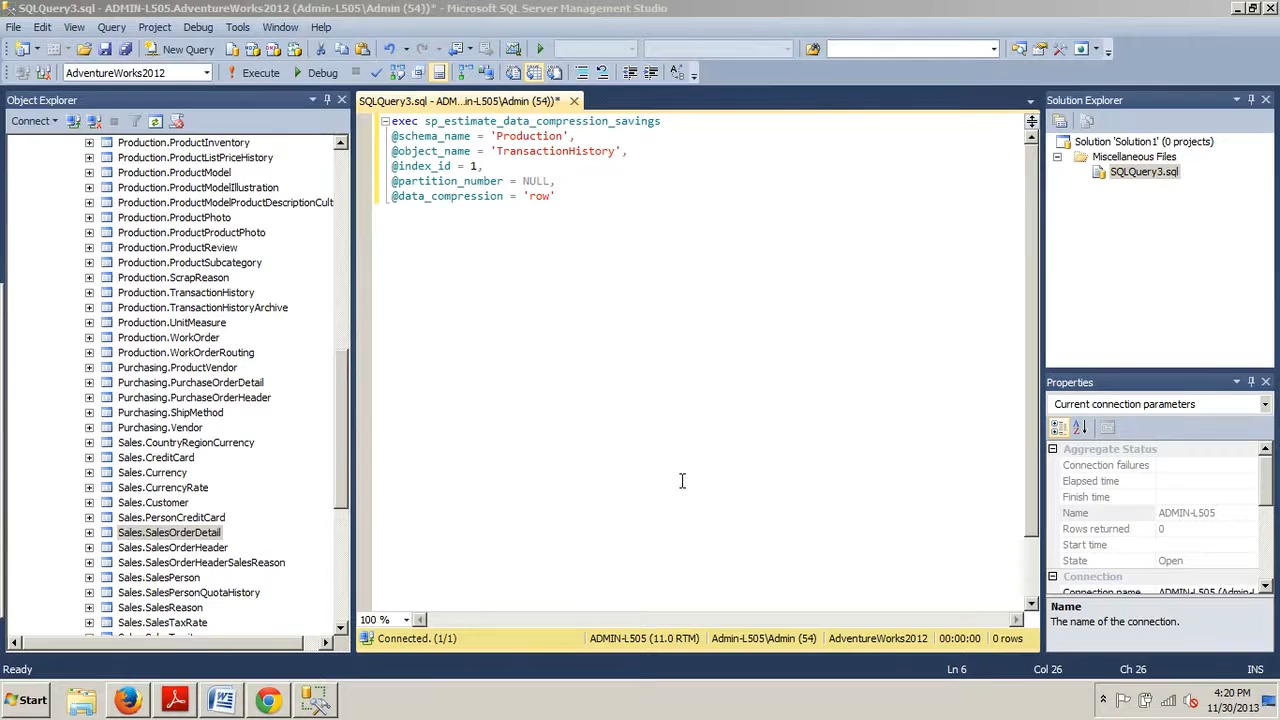 SQLQuery3.sql - ADMIN-L505.AdventureWorks2012 (Admin-L505\Admin (54))* - Microsoft SQL Server Management Studio
File Edit View Query Project Debug Tools Window Help
New Query
AdventureWorks2012 Execute Debug
Object Explorer
Connect
Production.ProductInventory
Production.ProductListPriceHistory
Production.ProductModel
Production.ProductModelIllustration
Production.ProductModelProductDescriptionCult
Production.ProductPhoto
Production.ProductProductPhoto
Production.ProductReview
Production.ProductSubcategory
Production.ScrapReason
Production.TransactionHistory
Production.TransactionHistoryArchive
Production.UnitMeasure
Production.WorkOrder
Production.WorkOrderRouting
Purchasing.ProductVendor
Purchasing.PurchaseOrderDetail
Purchasing.PurchaseOrderHeader
Purchasing.ShipMethod
Purchasing.Vendor
Sales.CountryRegionCurrency
Sales.CreditCard
Sales.Currency
Sales.CurrencyRate
Sales.Customer
Sales.PersonCreditCard
Sales.SalesOrderDetail
Sales.SalesOrderHeader
Sales.SalesOrderHeaderSalesReason
Sales.SalesPerson
Sales.SalesPersonQuotaHistory
Sales.SalesReason
Sales.SalesTaxRate
SQLQuery3.sql - ADM...in-L505\Admin (54))*
exec sp_estimate_data_compression_savings
@schema_name = 'Production',
@object_name = 'TransactionHistory',
@index_id = 1,
@partition_number = NULL,
@data_compression = 'row'
100 %
Connected. (1/1) ADMIN-L505 (11.0 RTM) Admin-L505\Admin (54) AdventureWorks2012 00:00:00 0 rows
Solution Explorer
Solution 'Solution1' (0 projects)
Miscellaneous Files
SQLQuery3.sql
Properties
Current connection parameters
Aggregate Status
Connection failures
Elapsed time
Finish time
Name ADMIN-L505
Rows returned 0
Start time
State Open
Connection
Name
The name of the connection.
Ready Ln 6 Col 26 Ch 26 INS
Start 4:20 PM
11/30/2013